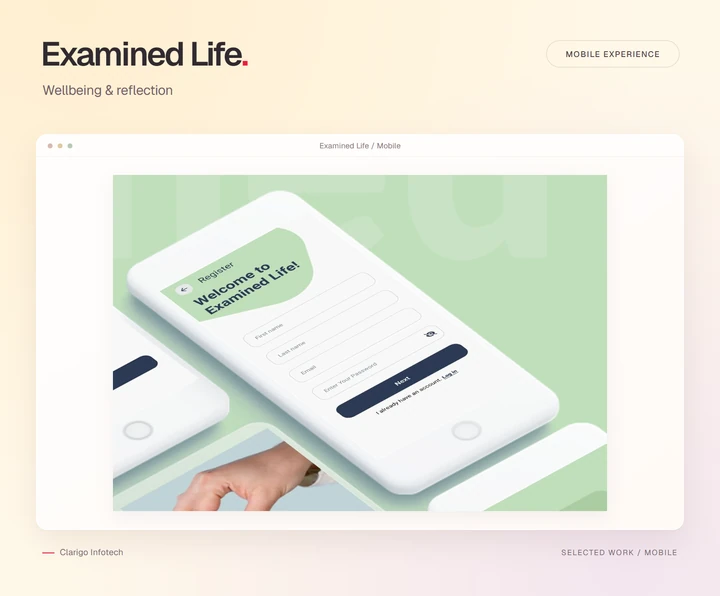 Examined Life.
MOBILE EXPERIENCE
Wellbeing & reflection
Examined Life / Mobile
Register
Welcome to
Examined Life!
First name
Last name
Email
Enter Your Password
Next
I already have an account. Log in
Clarigo Infotech
SELECTED WORK / MOBILE